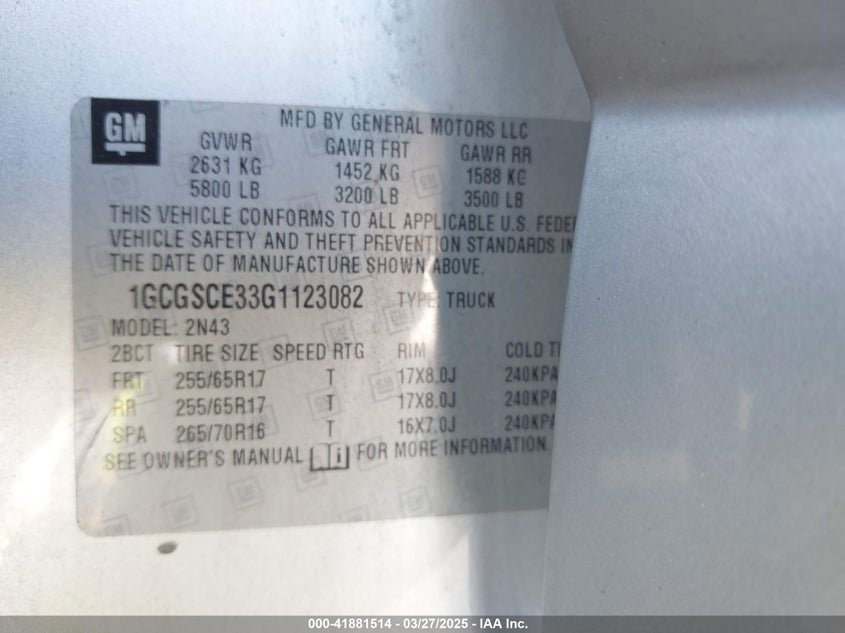 GM
MFD BY GENERAL MOTORS LLC
GVWR GAWR FRT GAWR RR
2631 KG 1452 KG 1588 KG
5800 LB 3200 LB 3500 LB
THIS VEHICLE CONFORMS TO ALL APPLICABLE U.S. FEDE
VEHICLE SAFETY AND THEFT PREVENTION STANDARDS IN
THE DATE OF MANUFACTURE SHOWN ABOVE.
1GCGSCE33G1123082 TYPE: TRUCK
MODEL: 2N43
2BCT TIRE SIZE SPEED RTG RIM COLD TI
FRT 255/65R17 T 17X8.0J 240KPA
RR 255/65R17 T 17X8.0J 240KPA
SPA 265/70R16 T 16X7.0J 240KPA
SEE OWNER'S MANUAL i FOR MORE INFORMATION.
000-41881514 — 03/27/2025 - IAA Inc.